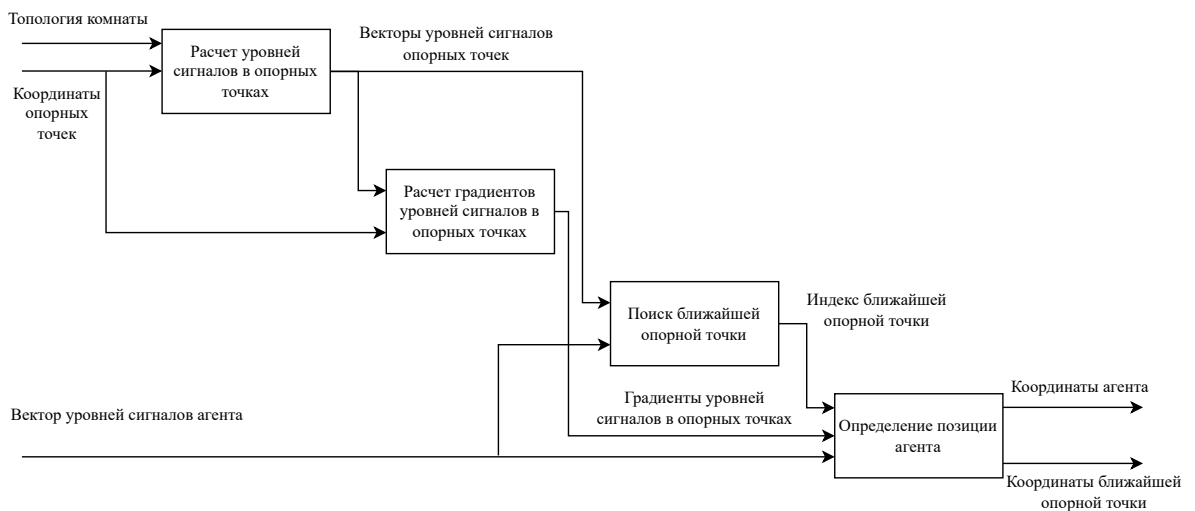 Топология комнаты
Расчет уровней
сигналов в опорных
точках
Векторы уровней сигналов
опорных точек
Координаты
опорных
точек
Расчет градиентов
уровней сигналов в
опорных точках
Поиск ближайшей
опорной точки
Индекс ближайшей
опорной точки
Вектор уровней сигналов агента
Градиенты уровней
сигналов в опорных точках
Определение позиции
агента
Координаты агента
Координаты ближайшей
опорной точки